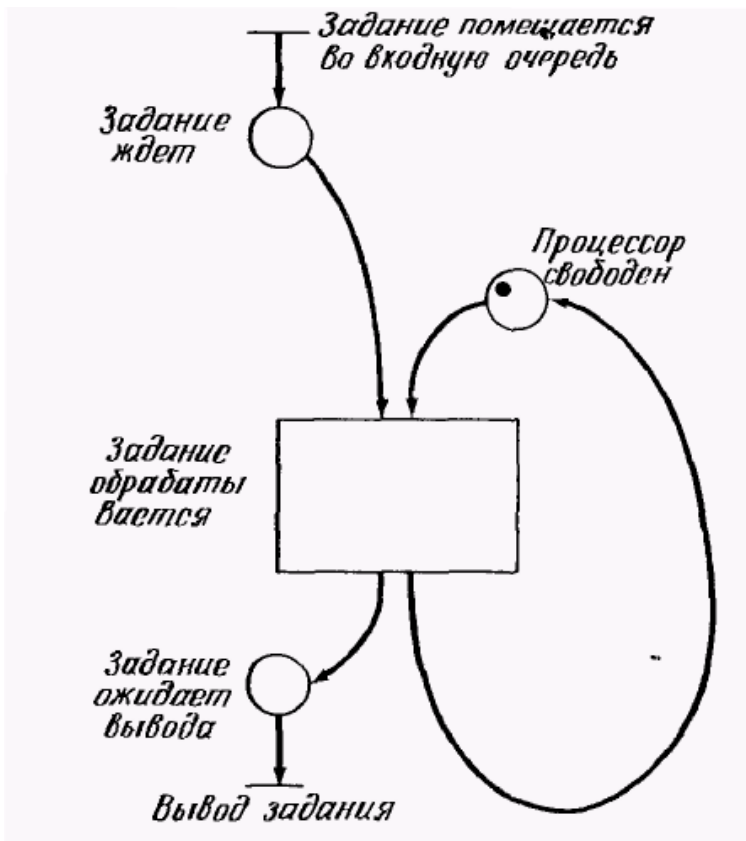 Задание помещается
во входную очередь
Задание
ждет
Процессор
свободен
Задание
обрабаты
вается
Задание
ожидает
вывода
Вывод задания